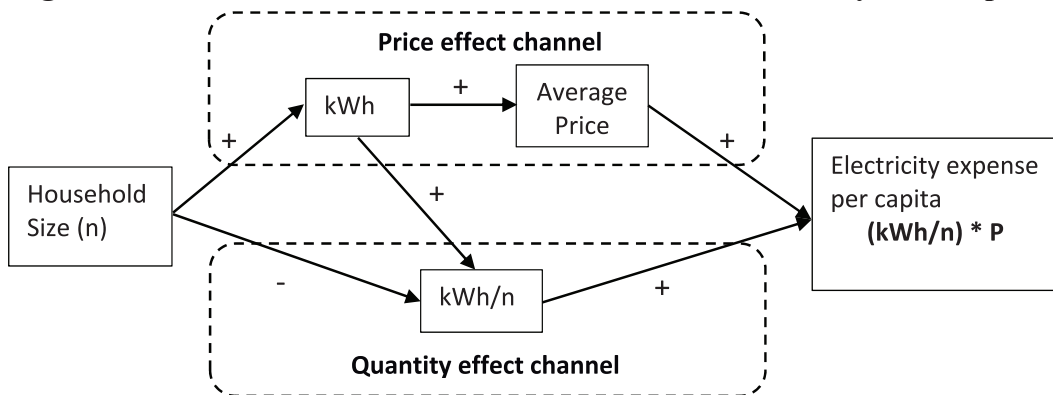 Price effect channel
kWh
+
Average
Price
+
+
Household
Size (n)
+
Electricity expense
per capita
(kWh/n) * P
-
kWh/n
+
Quantity effect channel